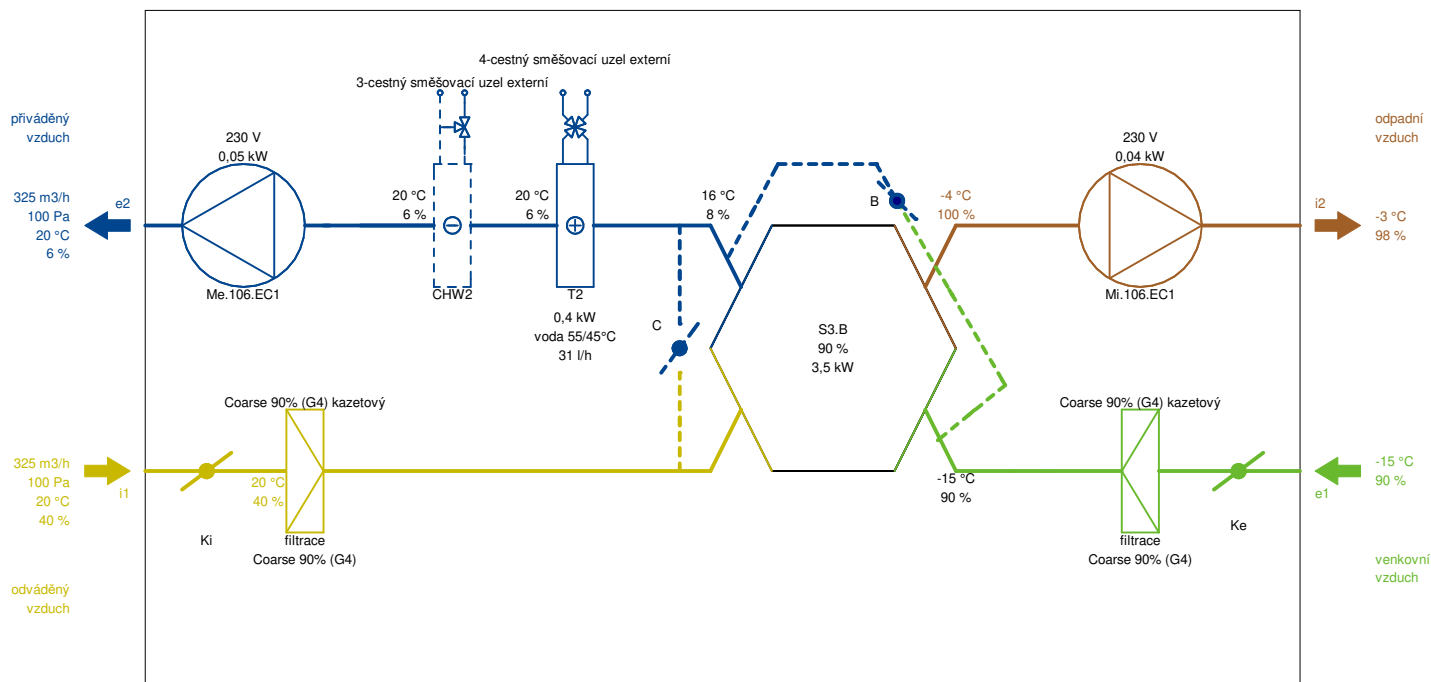 4-cestný směšovací uzel externí
3-cestný směšovací uzel externí
přiváděný
vzduch
230 V
0,05 kW
325 m3/h
100 Pa
20 °C
6 %
e2
Me.106.EC1
20 °C
6 %
CHW2
20 °C
6 %
T2
0,4 kW
voda 55/45°C
31 l/h
16 °C
8 %
C
B
S3.B
90 %
3,5 kW
-4 °C
100 %
230 V
0,04 kW
Mi.106.EC1
odpadní
vzduch
i2
-3 °C
98 %
325 m3/h
100 Pa
20 °C
40 %
i1
Ki
Coarse 90% (G4) kazetový
20 °C
40 %
filtrace
Coarse 90% (G4)
odváděný
vzduch
-15 °C
90 %
Coarse 90% (G4) kazetový
filtrace
Coarse 90% (G4)
Ke
e1
-15 °C
90 %
venkovní
vzduch